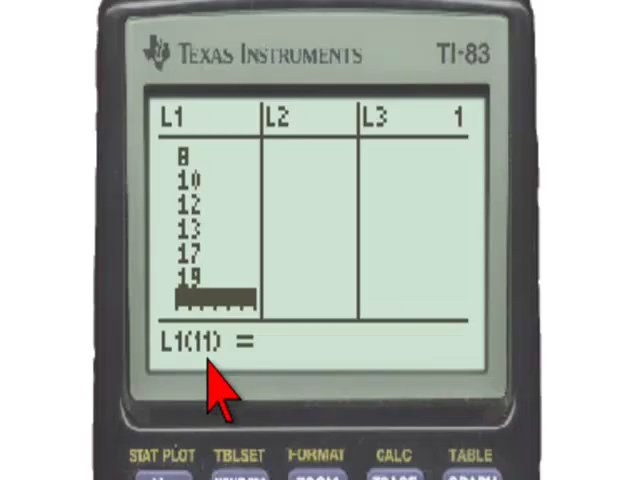 TEXAS INSTRUMENTS TI-83
L1 L2 L3 1
8
10
12
13
17
19
L1(11) =
STAT PLOT TBLSET FORMAT CALC TABLE